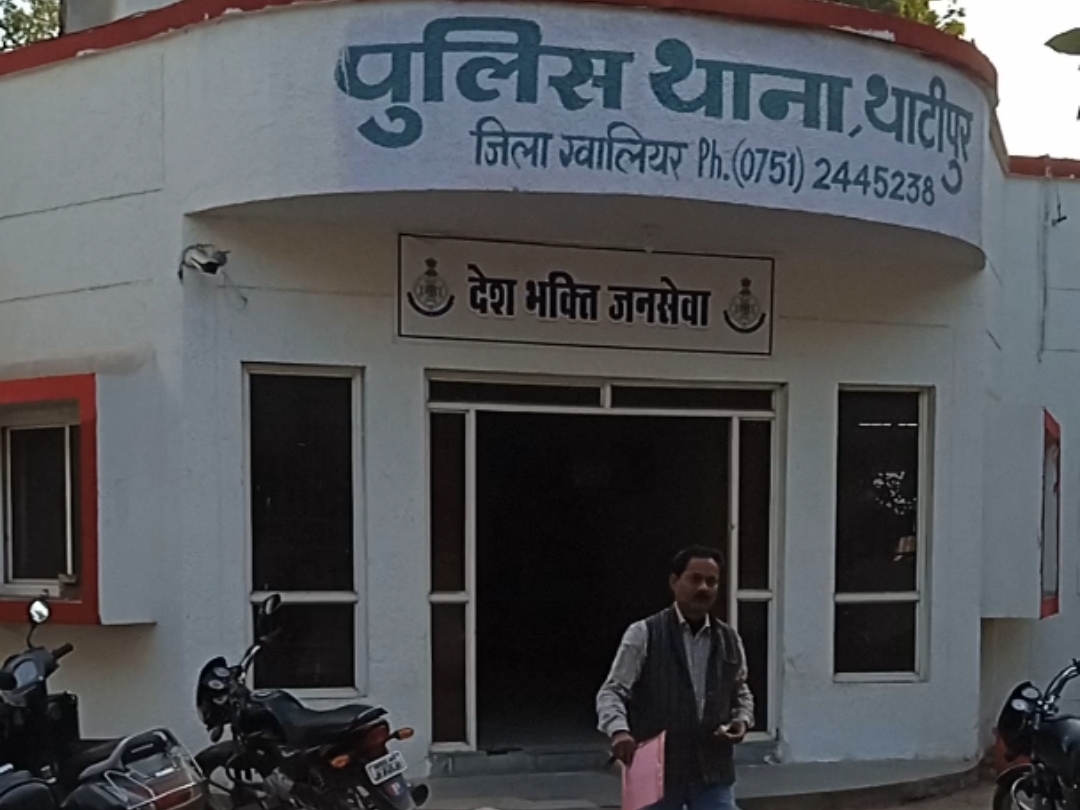 पुलिस थाना, थाटीपुर
जिला ग्वालियर Ph.(0751) 2445238
देश भक्ति जनसेवा